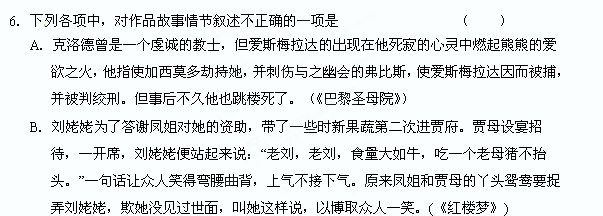 6．下列各项中，对作品故事情节叙述不正确的一项是 （ ）
A．克洛德曾是一个虔诚的教士，但爱斯梅拉达的出现在他死寂的心灵中燃起熊熊的爱
欲之火，他指使加西莫多劫持她，并刺伤与之幽会的弗比斯，使爱斯梅拉达因而被捕，
并被判绞刑。但事后不久他也跳楼死了。（《巴黎圣母院》）
B．刘姥姥为了答谢凤姐对她的资助，带了一些时新果蔬第二次进贾府。贾母设宴招
待，一开席，刘姥姥便站起来说：“老刘，老刘，食量大如牛，吃一个老母猪不抬
头。”一句话让众人笑得弯腰曲背，上气不接下气。原来凤姐和贾母的丫头鸳鸯要捉
弄刘姥姥，欺她没见过世面，叫她这样说，以博取众人一笑。(《红楼梦》)